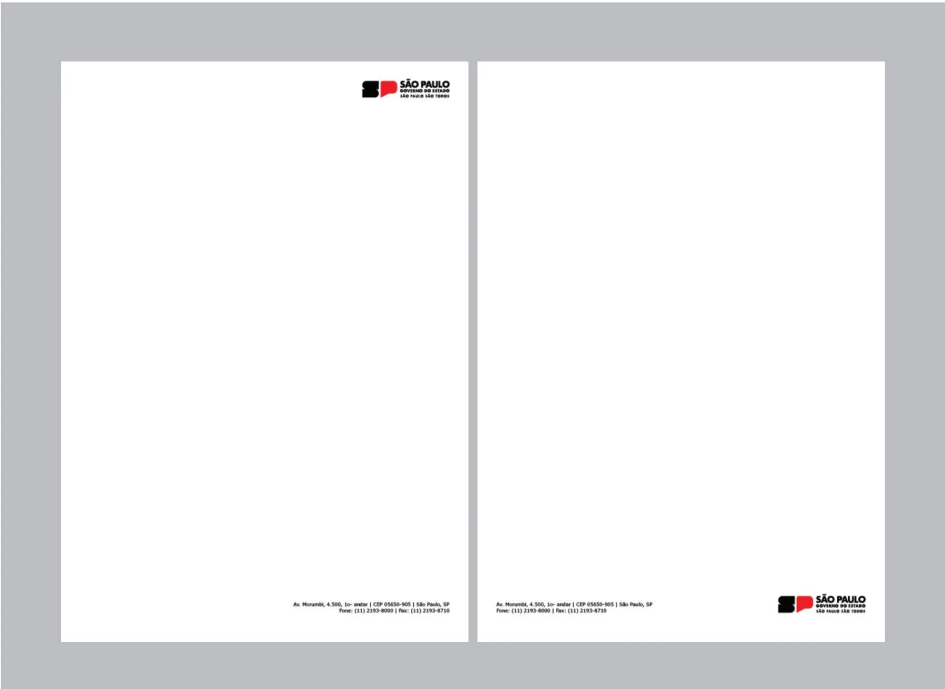 SP SÃO PAULO
GOVERNO DO ESTADO
SÃO PAULO SÃO TODOS
Av. Morumbi, 4.500, 1o- andar | CEP 05650-905 | São Paulo, SP
Fone: (11) 2193-8000 | Fax: (11) 2193-8710
Av. Morumbi, 4.500, 1o- andar | CEP 05650-905 | São Paulo, SP
Fone: (11) 2193-8000 | Fax: (11) 2193-8710
SP SÃO PAULO
GOVERNO DO ESTADO
SÃO PAULO SÃO TODOS